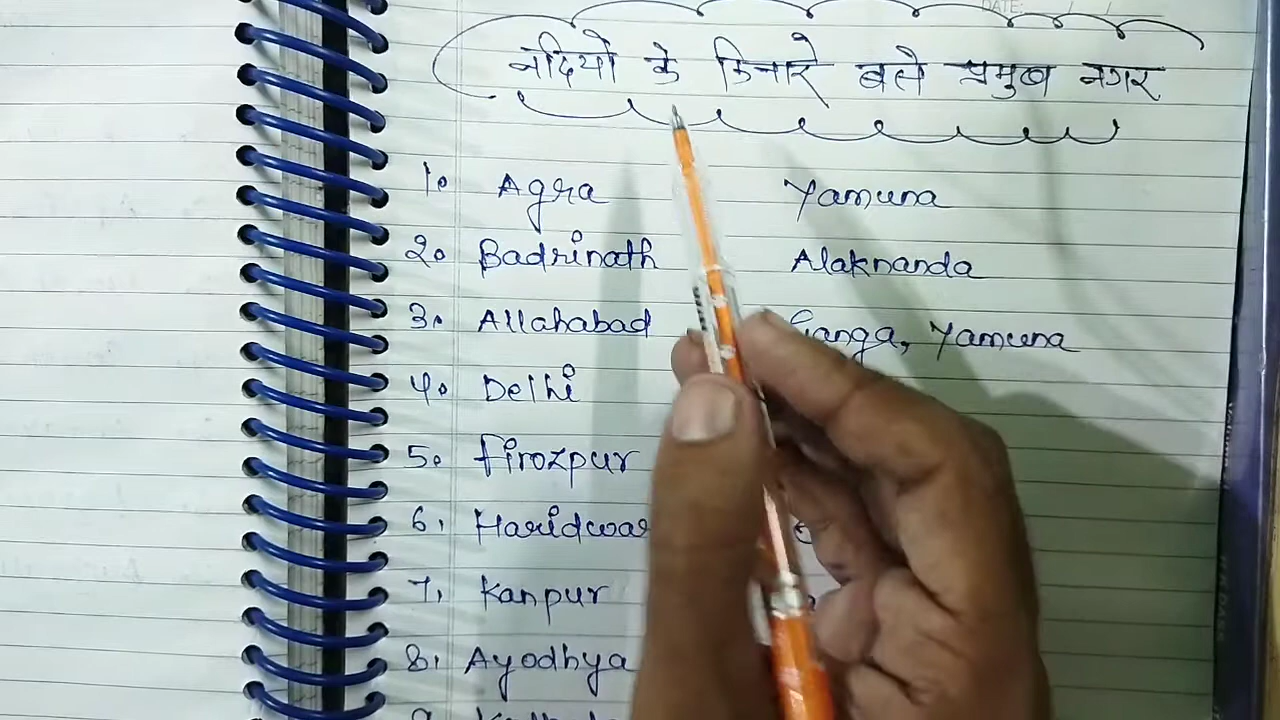 DATE: / /
नदियो के किनारे बसे प्रमुख नगर
1. Agra Yamuna
2. Badrinath Alaknanda
3. Allahabad Ganga, Yamuna
4. Delhi
5. Firozpur
6. Haridwar
7. Kanpur
8. Ayodhya